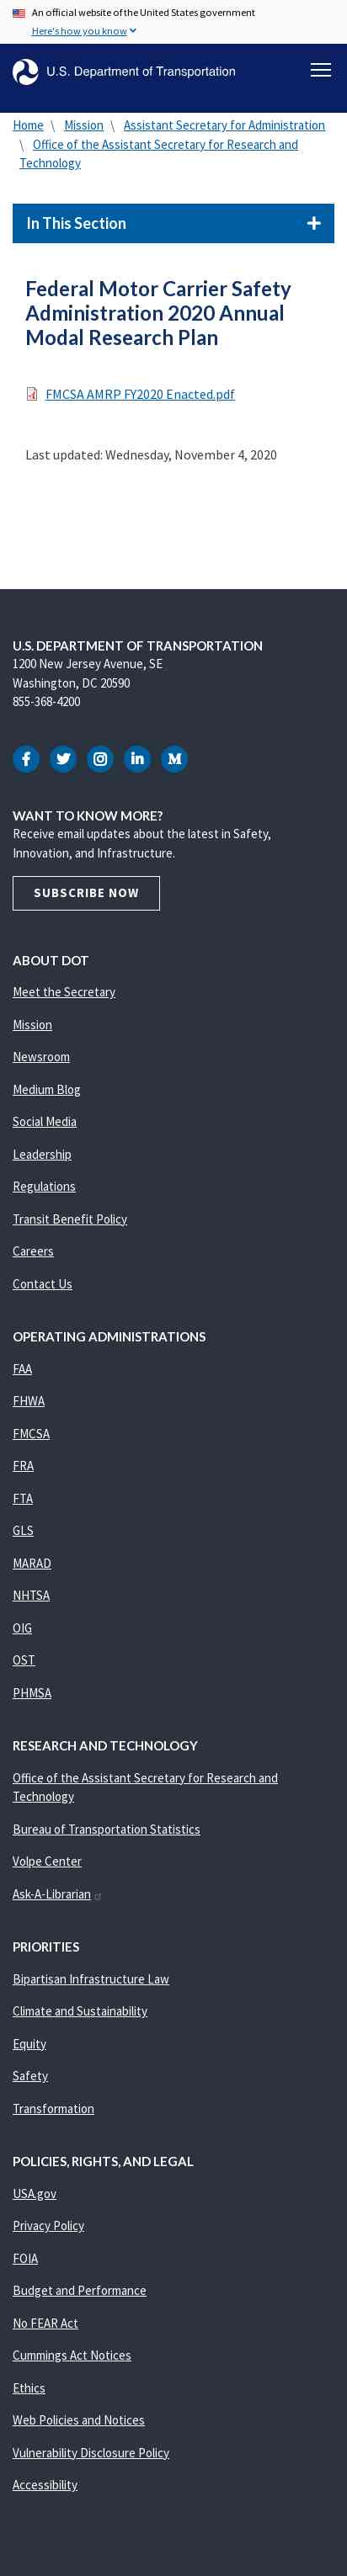 An official website of the United States government
Here's how you know
U.S. Department of Transportation
Home \ Mission \ Assistant Secretary for Administration
\ Office of the Assistant Secretary for Research and
Technology
In This Section
Federal Motor Carrier Safety
Administration 2020 Annual
Modal Research Plan
FMCSA AMRP FY2020 Enacted.pdf
Last updated: Wednesday, November 4, 2020
U.S. DEPARTMENT OF TRANSPORTATION
1200 New Jersey Avenue, SE
Washington, DC 20590
855-368-4200
WANT TO KNOW MORE?
Receive email updates about the latest in Safety,
Innovation, and Infrastructure.
SUBSCRIBE NOW
ABOUT DOT
Meet the Secretary
Mission
Newsroom
Medium Blog
Social Media
Leadership
Regulations
Transit Benefit Policy
Careers
Contact Us
OPERATING ADMINISTRATIONS
FAA
FHWA
FMCSA
FRA
FTA
GLS
MARAD
NHTSA
OIG
OST
PHMSA
RESEARCH AND TECHNOLOGY
Office of the Assistant Secretary for Research and
Technology
Bureau of Transportation Statistics
Volpe Center
Ask-A-Librarian
PRIORITIES
Bipartisan Infrastructure Law
Climate and Sustainability
Equity
Safety
Transformation
POLICIES, RIGHTS, AND LEGAL
USA.gov
Privacy Policy
FOIA
Budget and Performance
No FEAR Act
Cummings Act Notices
Ethics
Web Policies and Notices
Vulnerability Disclosure Policy
Accessibility